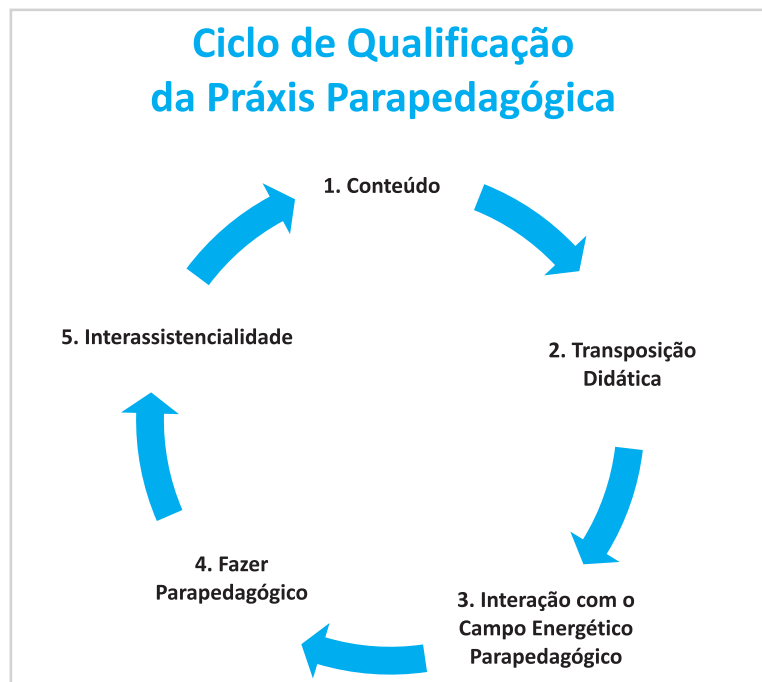 Ciclo de Qualificação
da Práxis Parapedagógica
1. Conteúdo
2. Transposição
Didática
3. Interação com o
Campo Energético
Parapedagógico
4. Fazer
Parapedagógico
5. Interassistencialidade